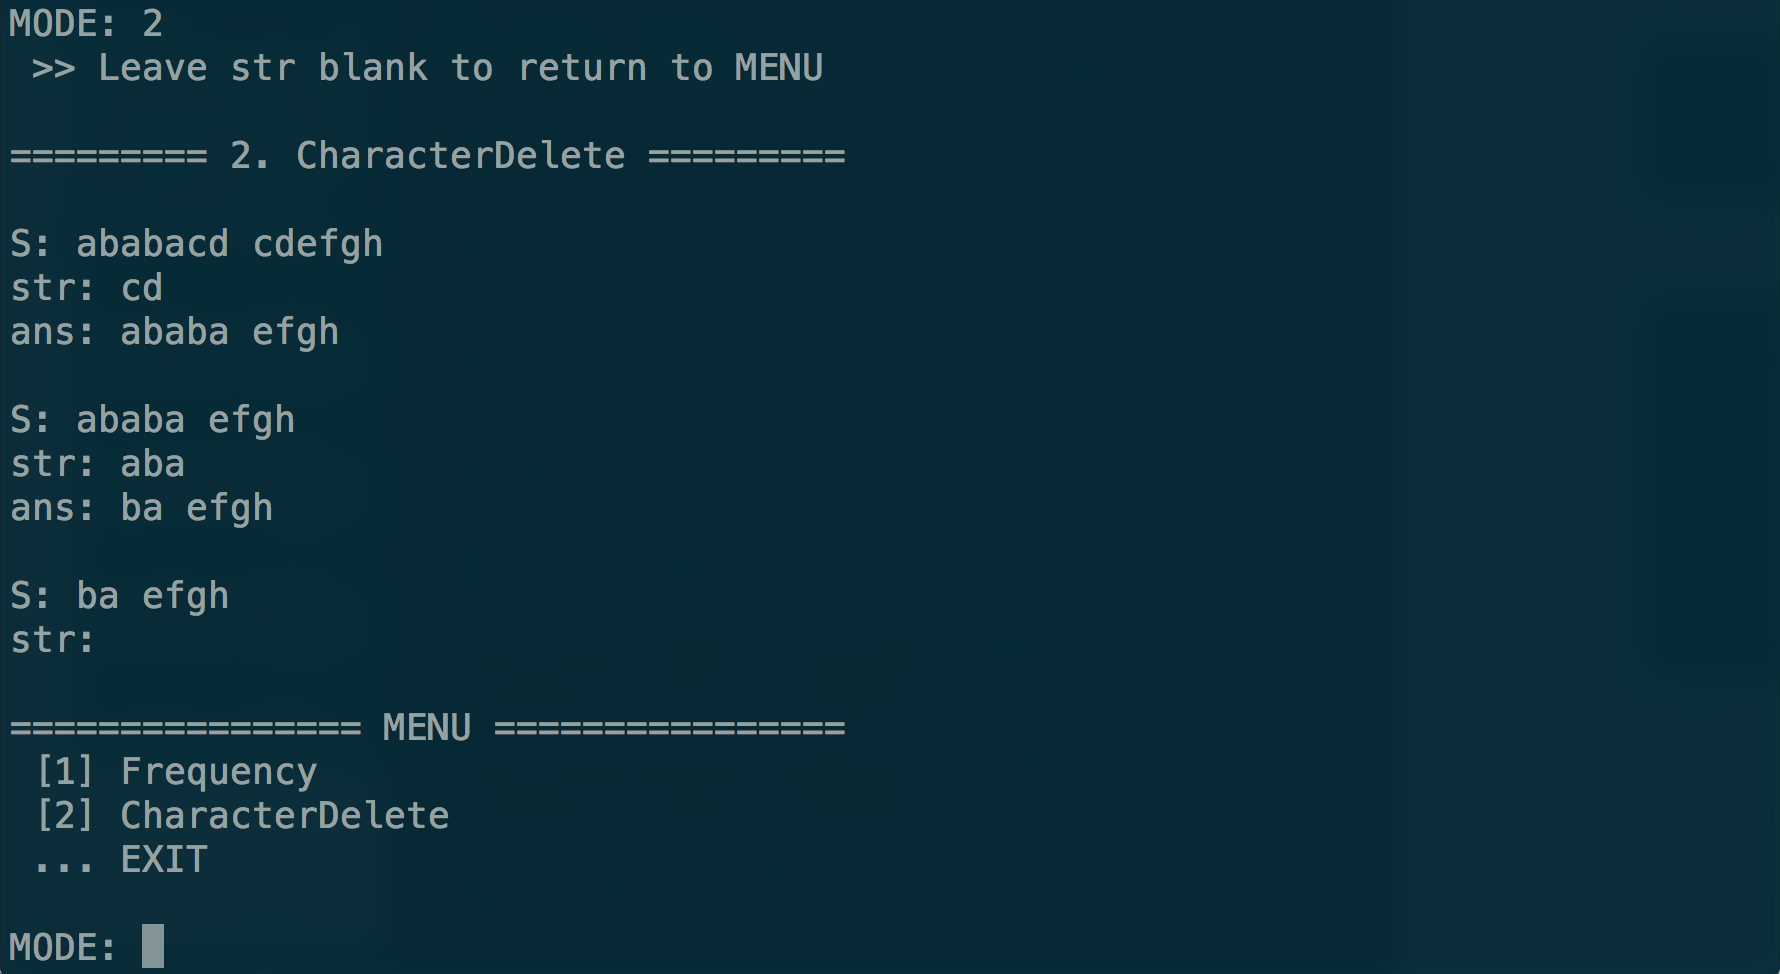 MODE: 2
>> Leave str blank to return to MENU
========= 2. CharacterDelete =========
S: ababacd cdefgh
str: cd
ans: ababa efgh
S: ababa efgh
str: aba
ans: ba efgh
S: ba efgh
str:
================ MENU ================
[1] Frequency
[2] CharacterDelete
... EXIT
MODE: